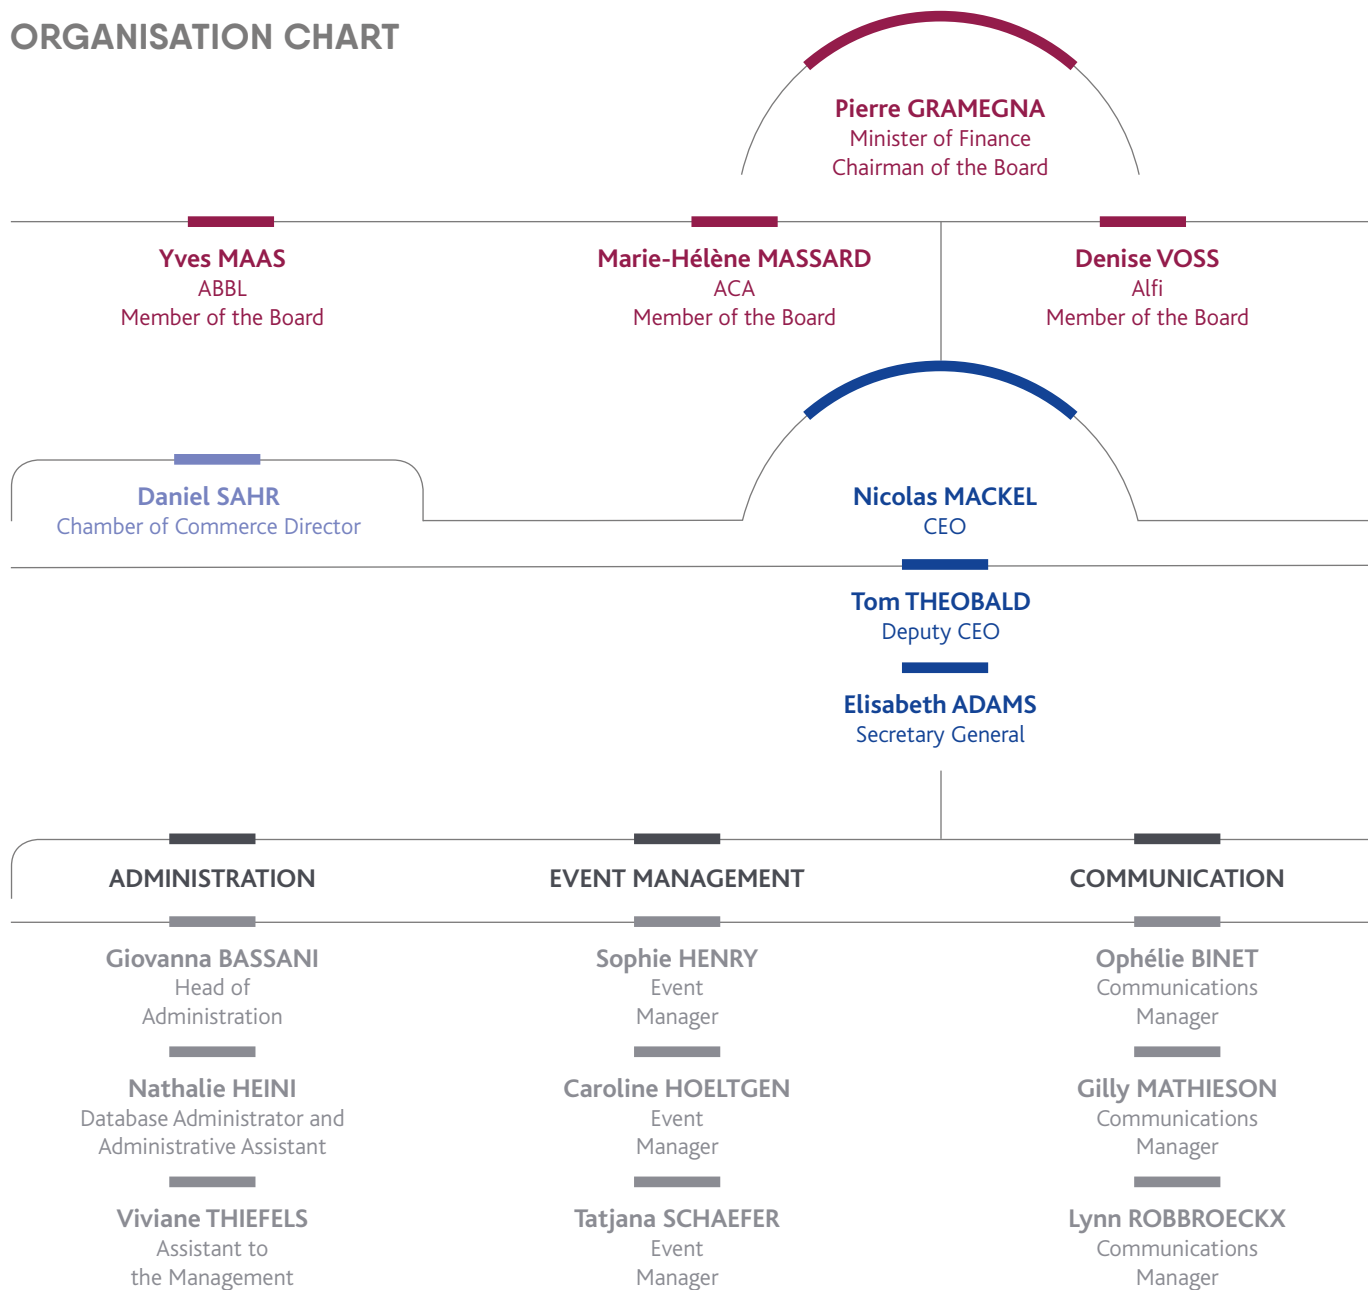 ORGANISATION CHART
Pierre GRAMEGNA
Minister of Finance
Chairman of the Board
Yves MAAS
ABBL
Member of the Board
Marie-Hélène MASSARD
ACA
Member of the Board
Denise VOSS
Alfi
Member of the Board
Daniel SAHR
Chamber of Commerce Director
Nicolas MACKEL
CEO
Tom THEOBALD
Deputy CEO
Elisabeth ADAMS
Secretary General
ADMINISTRATION
Giovanna BASSANI
Head of
Administration
Nathalie HEINI
Database Administrator and
Administrative Assistant
Viviane THIEFELS
Assistant to
the Management
EVENT MANAGEMENT
Sophie HENRY
Event
Manager
Caroline HOELTGEN
Event
Manager
Tatjana SCHAEFER
Event
Manager
COMMUNICATION
Ophélie BINET
Communications
Manager
Gilly MATHIESON
Communications
Manager
Lynn ROBBROECKX
Communications
Manager